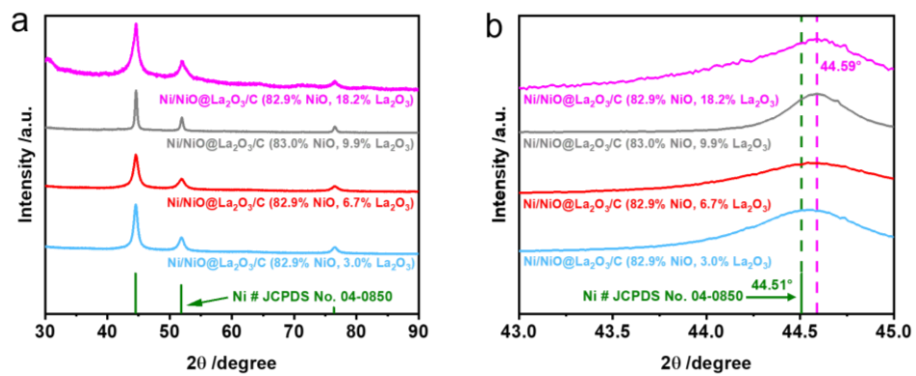 a
Intensity /a.u.
Ni/NiO@La₂O₃/C (82.9% NiO, 18.2% La₂O₃)
Ni/NiO@La₂O₃/C (83.0% NiO, 9.9% La₂O₃)
Ni/NiO@La₂O₃/C (82.9% NiO, 6.7% La₂O₃)
Ni/NiO@La₂O₃/C (82.9% NiO, 3.0% La₂O₃)
Ni # JCPDS No. 04-0850
30 40 50 60 70 80 90
2θ /degree
b
Intensity /a.u.
44.59°
Ni/NiO@La₂O₃/C (82.9% NiO, 18.2% La₂O₃)
Ni/NiO@La₂O₃/C (83.0% NiO, 9.9% La₂O₃)
Ni/NiO@La₂O₃/C (82.9% NiO, 6.7% La₂O₃)
Ni/NiO@La₂O₃/C (82.9% NiO, 3.0% La₂O₃)
44.51°
Ni # JCPDS No. 04-0850
43.0 43.5 44.0 44.5 45.0
2θ /degree